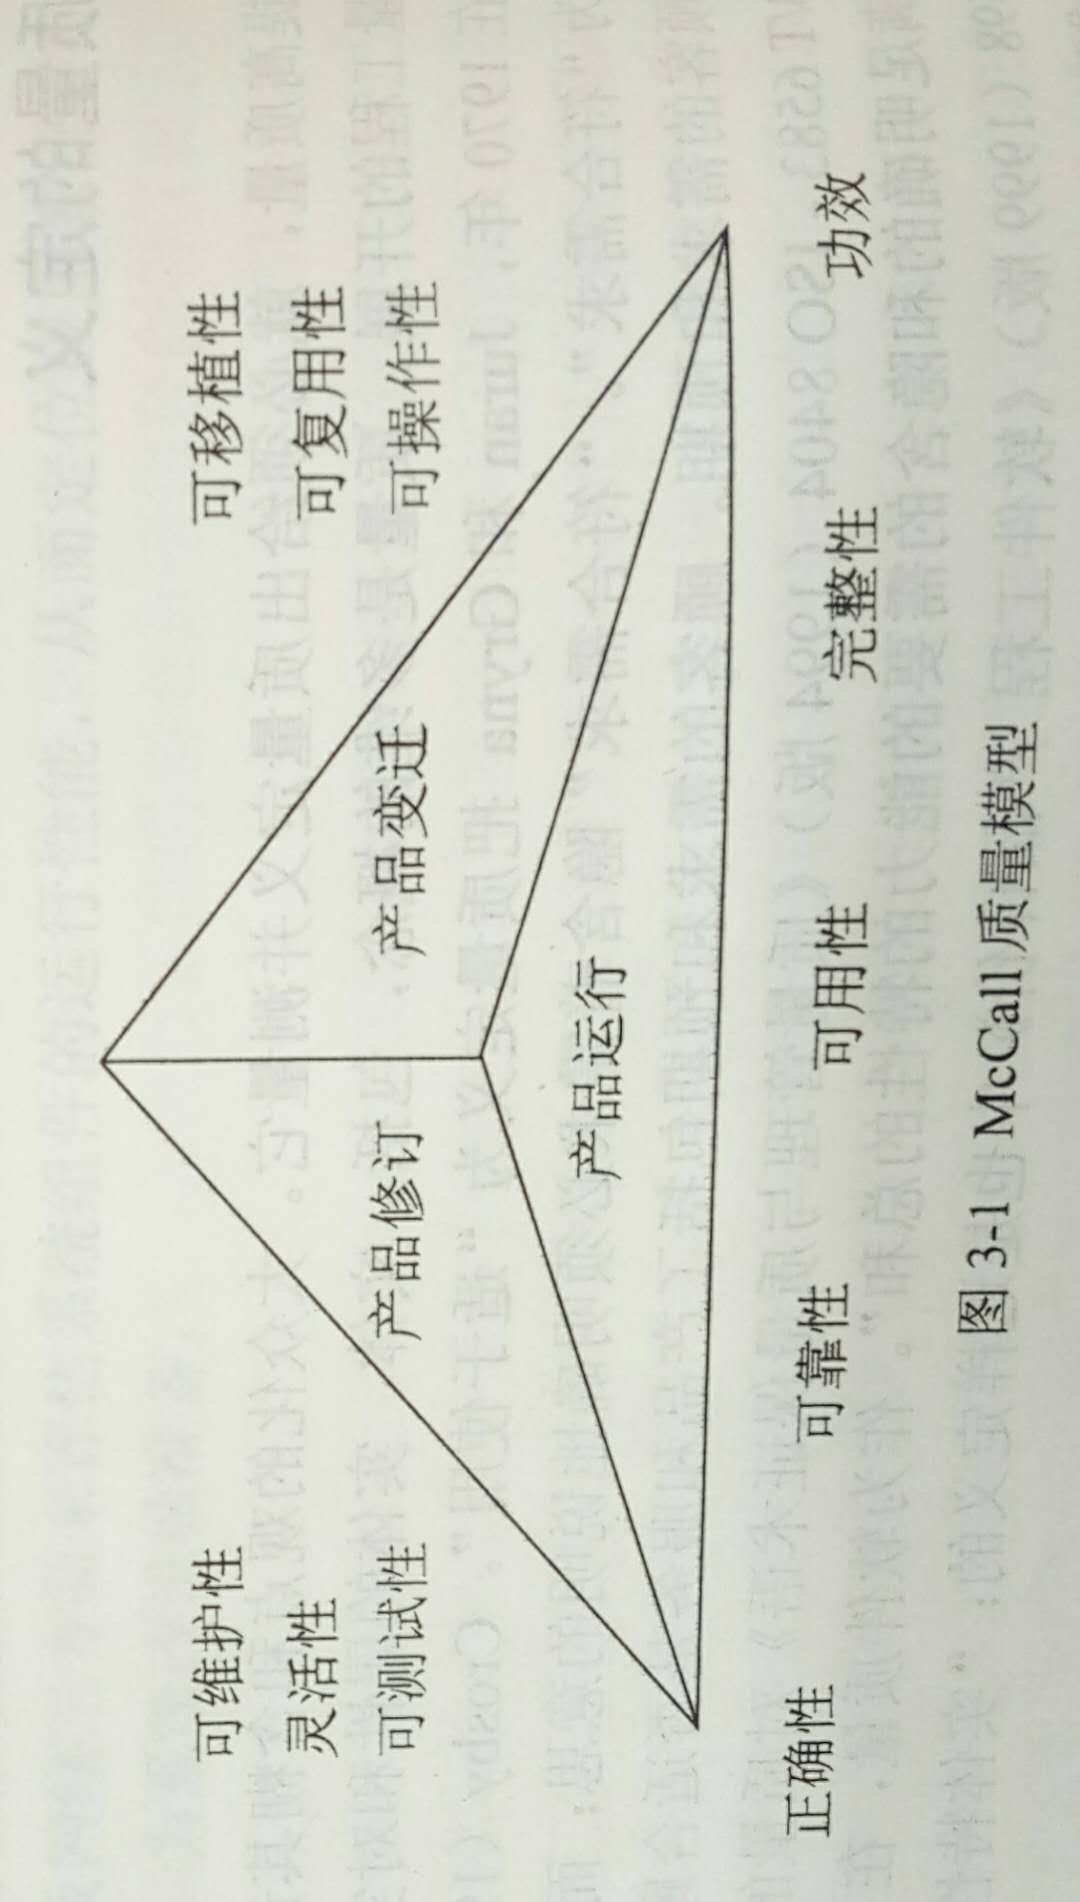 可维护性
灵活性
可测试性
可移植性
可复用性
可操作性
产品修订
产品变迁
产品运行
正确性
可靠性
可用性
完整性
功效
图 3-1 McCall 质量模型